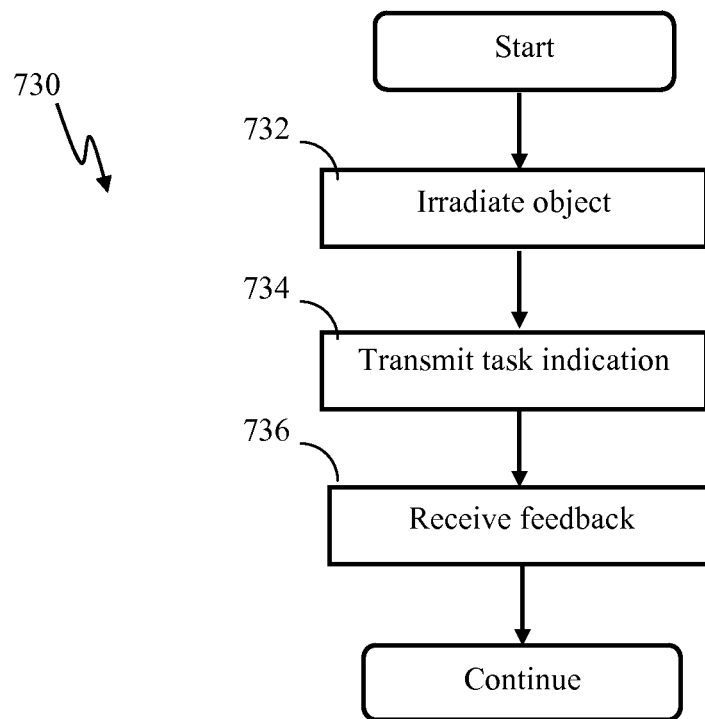 Start
730
732
Irradiate object
734
Transmit task indication
736
Receive feedback
Continue